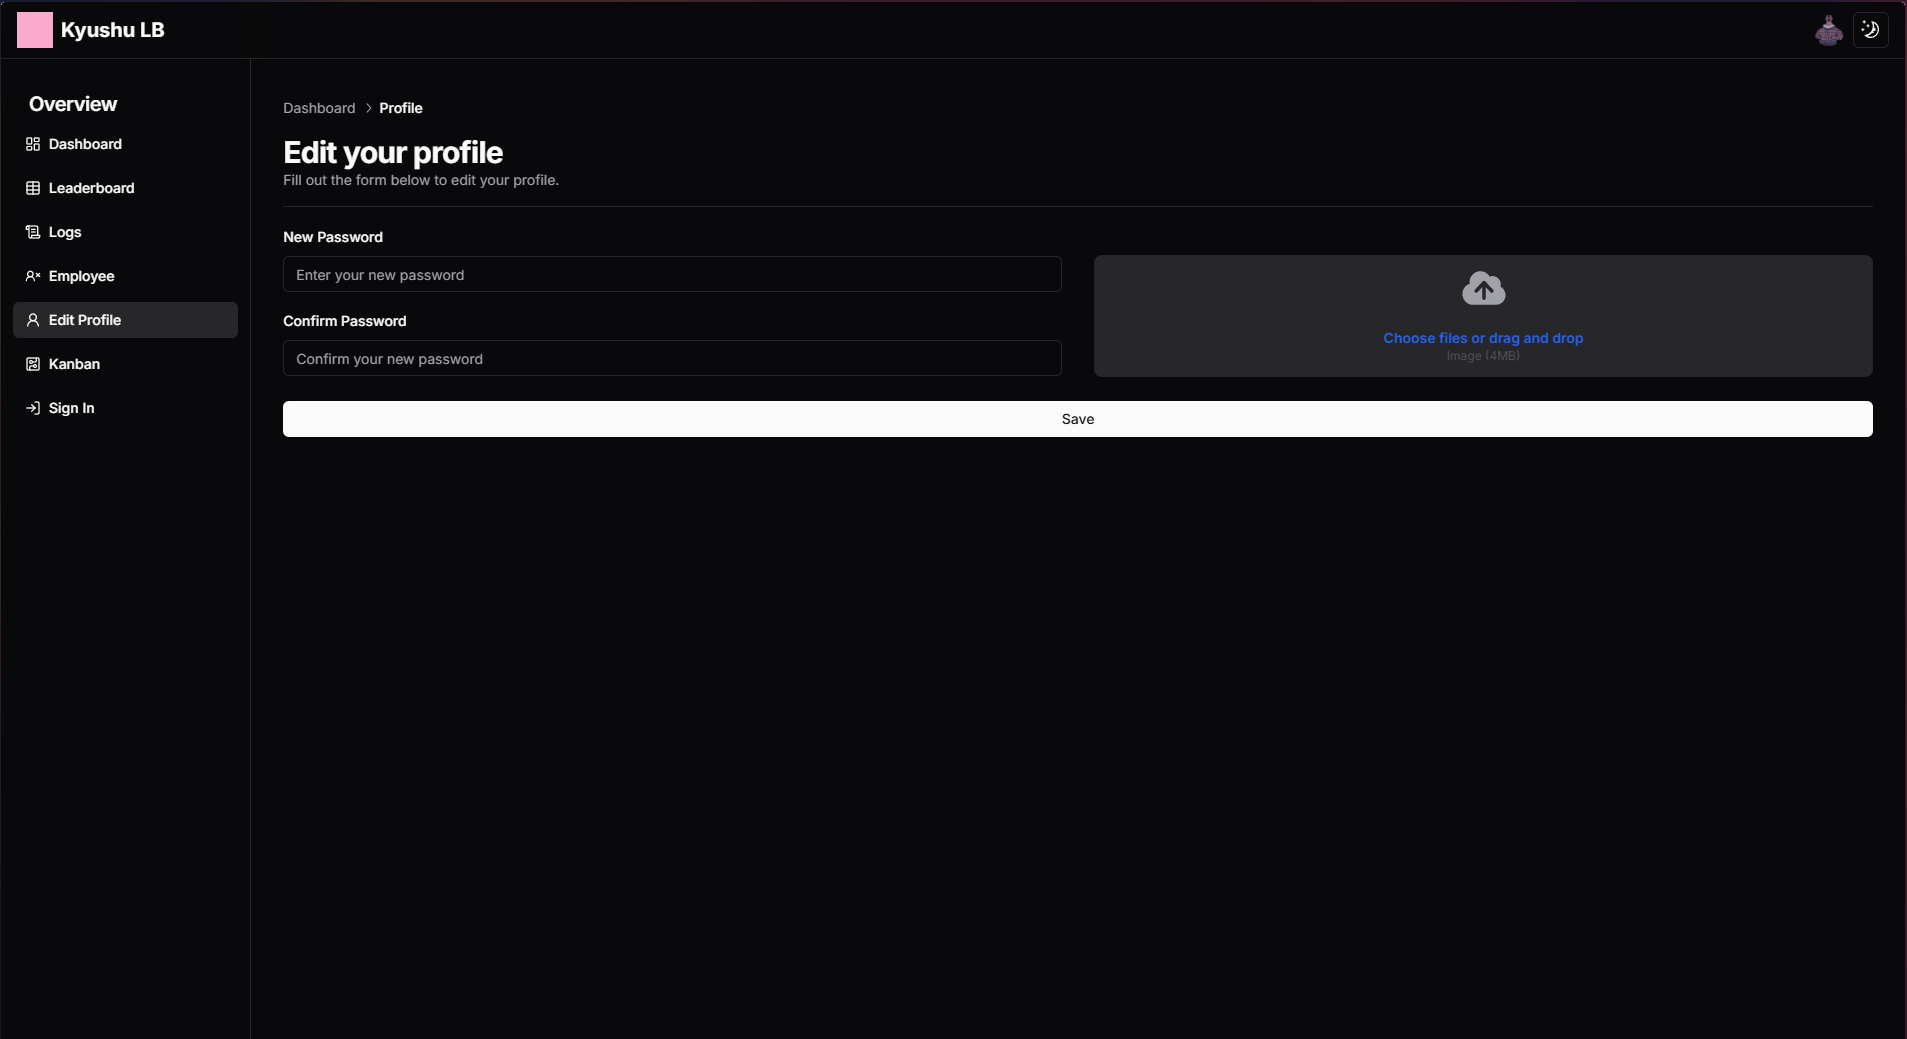 Kyushu LB
Overview
Dashboard
Leaderboard
Logs
Employee
Edit Profile
Kanban
Sign In
Dashboard > Profile
Edit your profile
Fill out the form below to edit your profile.
New Password
Enter your new password
Confirm Password
Confirm your new password
Choose files or drag and drop
Image (4MB)
Save